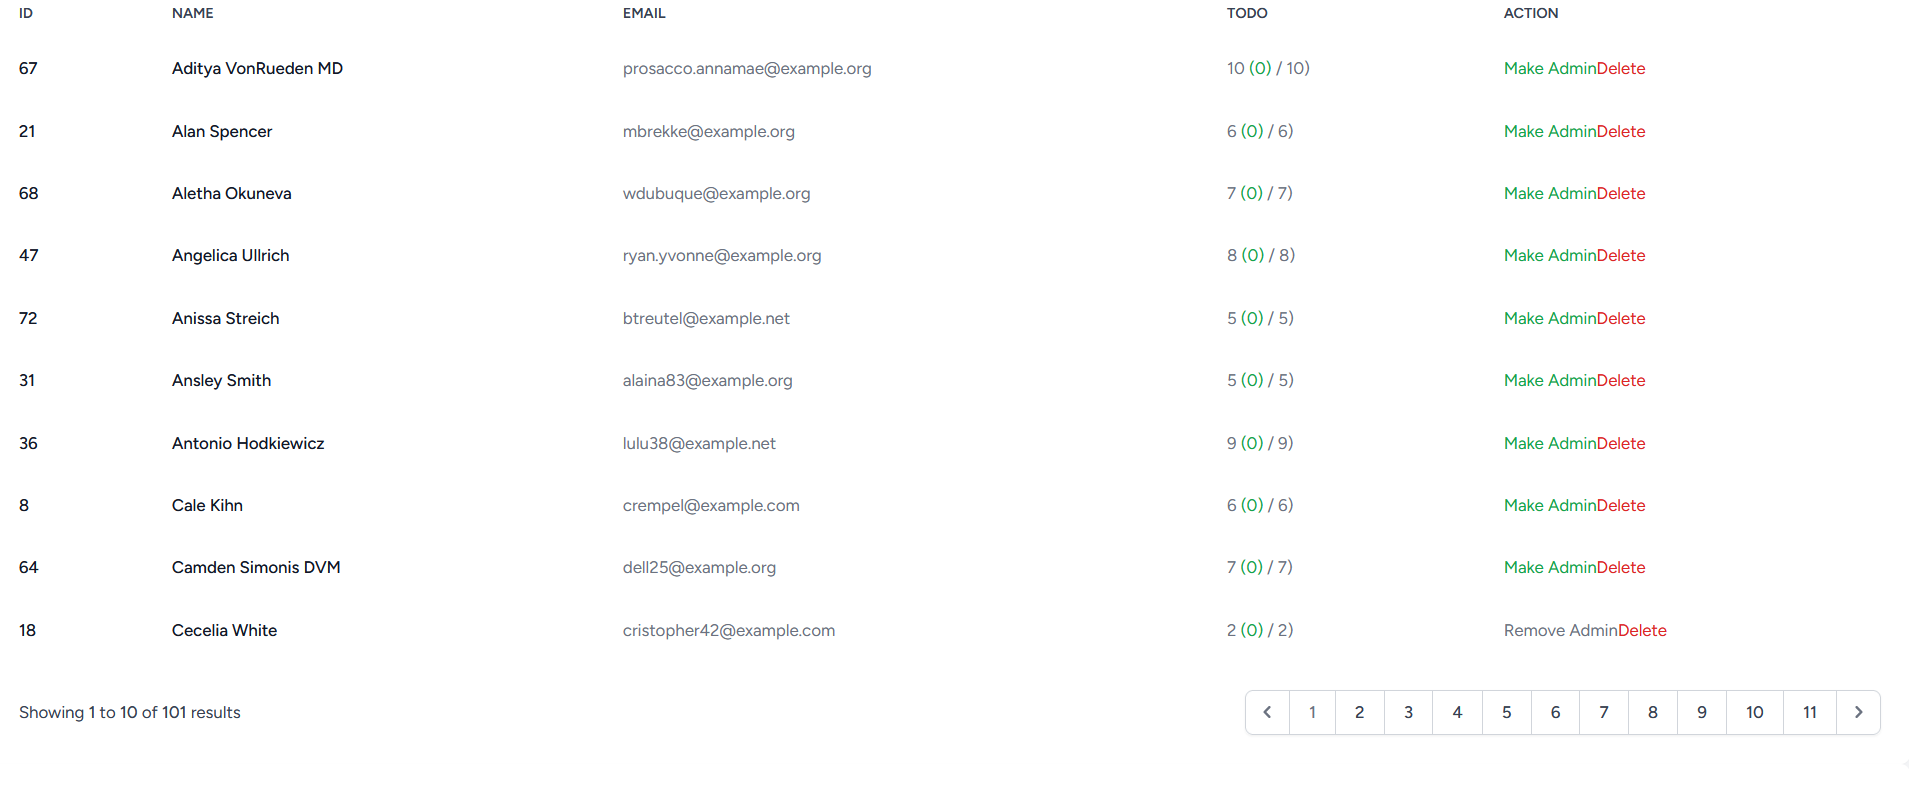 ID NAME EMAIL TODO ACTION
67 Aditya VonRueden MD prosacco.annamae@example.org 10 (0) / 10) Make AdminDelete
21 Alan Spencer mbrekke@example.org 6 (0) / 6) Make AdminDelete
68 Aletha Okuneva wdubuque@example.org 7 (0) / 7) Make AdminDelete
47 Angelica Ullrich ryan.yvonne@example.org 8 (0) / 8) Make AdminDelete
72 Anissa Streich btreutel@example.net 5 (0) / 5) Make AdminDelete
31 Ansley Smith alaina83@example.org 5 (0) / 5) Make AdminDelete
36 Antonio Hodkiewicz lulu38@example.net 9 (0) / 9) Make AdminDelete
8 Cale Kihn crempel@example.com 6 (0) / 6) Make AdminDelete
64 Camden Simonis DVM dell25@example.org 7 (0) / 7) Make AdminDelete
18 Cecelia White cristopher42@example.com 2 (0) / 2) Remove AdminDelete
Showing 1 to 10 of 101 results 1 2 3 4 5 6 7 8 9 10 11